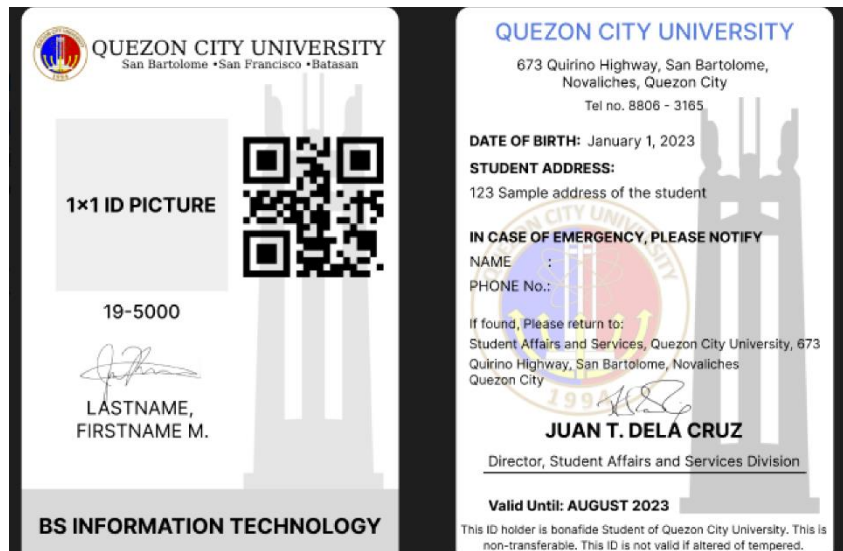 QUEZON CITY UNIVERSITY
San Bartolome •San Francisco •Batasan
1×1 ID PICTURE
19-5000
LASTNAME,
FIRSTNAME M.
BS INFORMATION TECHNOLOGY
QUEZON CITY UNIVERSITY
673 Quirino Highway, San Bartolome,
Novaliches, Quezon City
Tel no. 8806 - 3165
DATE OF BIRTH: January 1, 2023
STUDENT ADDRESS:
123 Sample address of the student
QUEZON CITY UNIVERSITY
IN CASE OF EMERGENCY, PLEASE NOTIFY
NAME :
PHONE No.:
If found, Please return to:
Student Affairs and Services, Quezon City University, 673
Quirino Highway, San Bartolome, Novaliches
Quezon City
1994
JUAN T. DELA CRUZ
Director, Student Affairs and Services Division
Valid Until: AUGUST 2023
This ID holder is bonafide Student of Quezon City University. This is
non-transferable. This ID is not valid if altered of tempered.